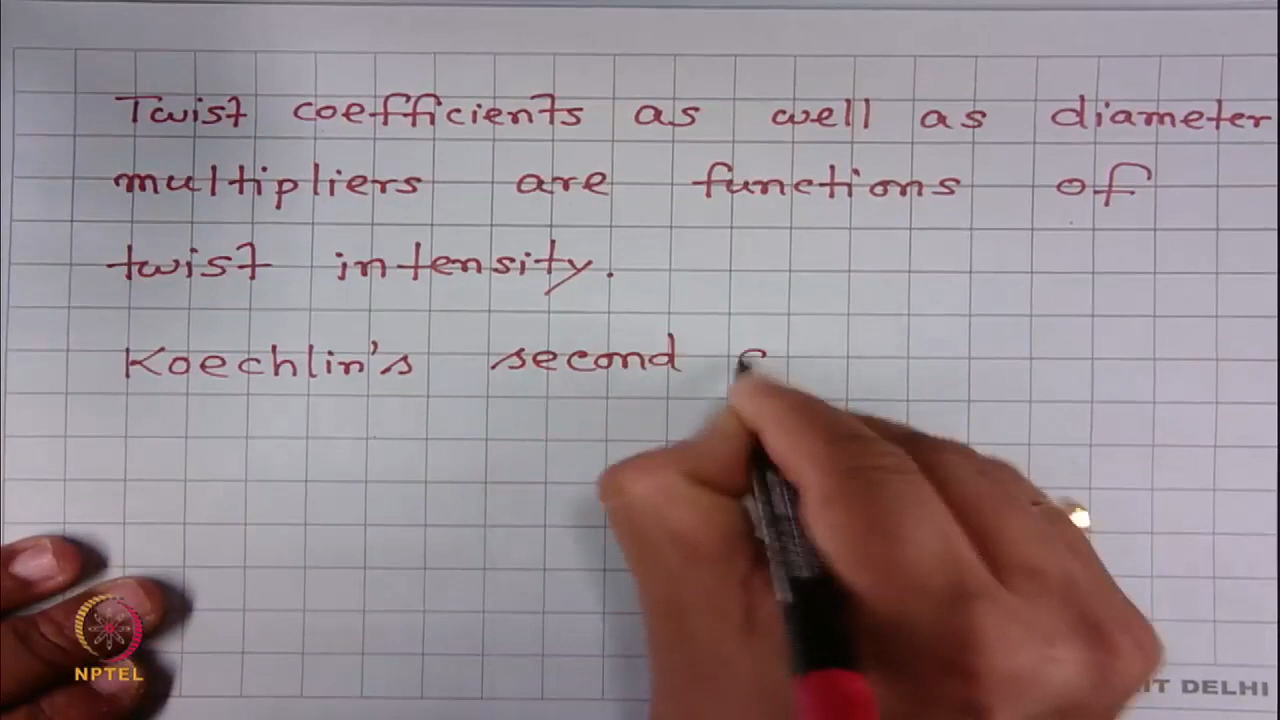 Twist coefficients as well as diameter
multipliers are functions of
twist intensity.
Koechlin's second
NPTEL
IIT DELHI